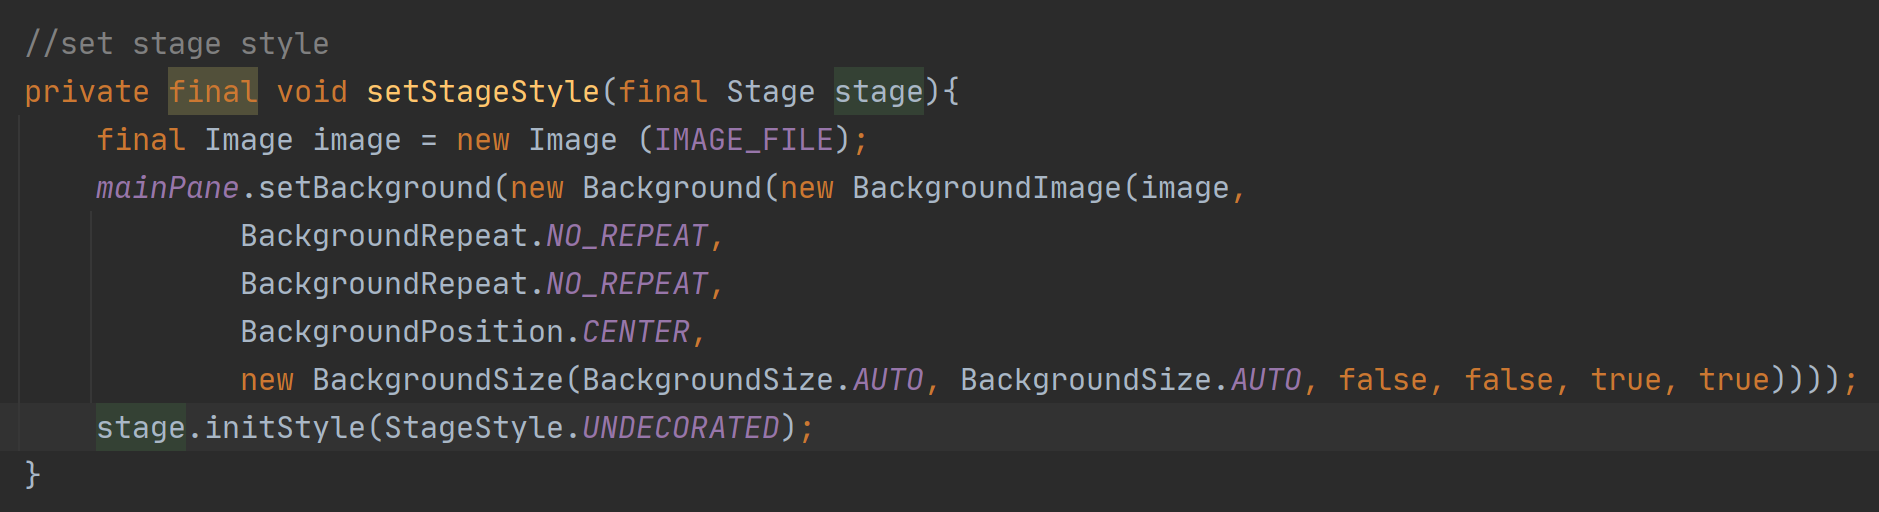 //set stage style
private final void setStageStyle(final Stage stage){
    final Image image = new Image (IMAGE_FILE);
    mainPane.setBackground(new Background(new BackgroundImage(image,
            BackgroundRepeat.NO_REPEAT,
            BackgroundRepeat.NO_REPEAT,
            BackgroundPosition.CENTER,
            new BackgroundSize(BackgroundSize.AUTO, BackgroundSize.AUTO, false, false, true, true))));
    stage.initStyle(StageStyle.UNDECORATED);
}